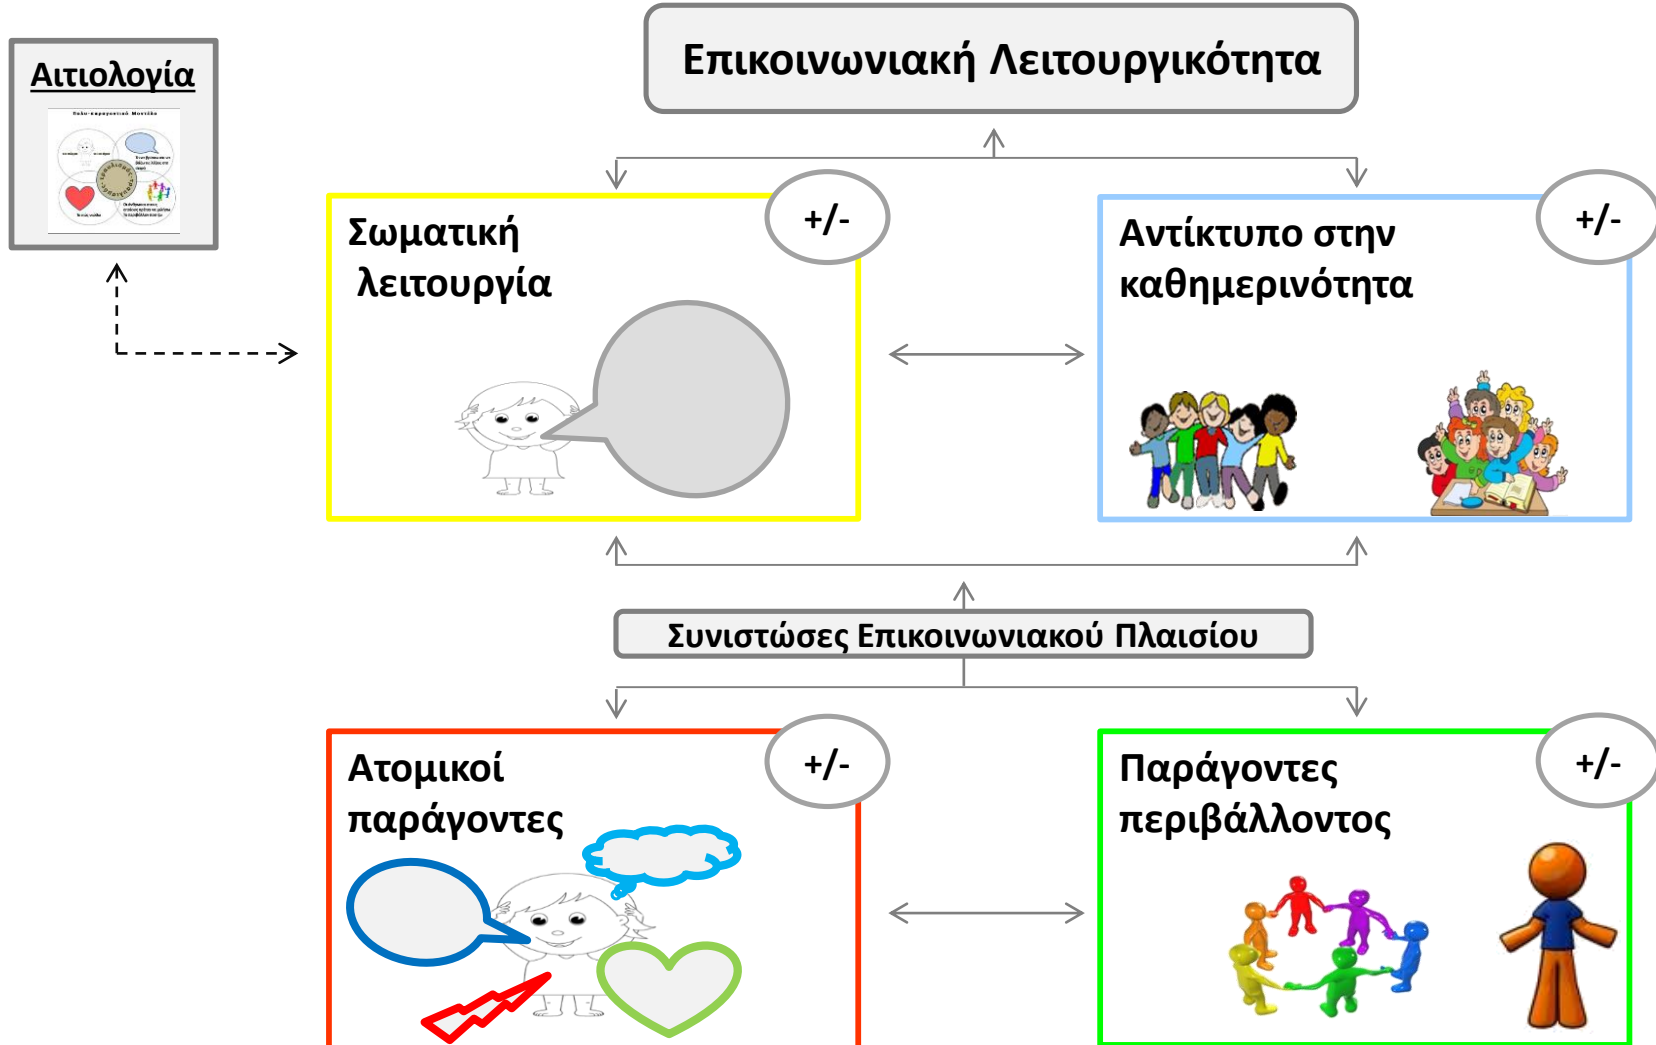 Αιτιολογία
Επικοινωνιακή Λειτουργικότητα
+/-
Σωματική
λειτουργία
+/-
Αντίκτυπο στην
καθημερινότητα
Συνιστώσες Επικοινωνιακού Πλαισίου
+/-
Ατομικοί
παράγοντες
+/-
Παράγοντες
περιβάλλοντος